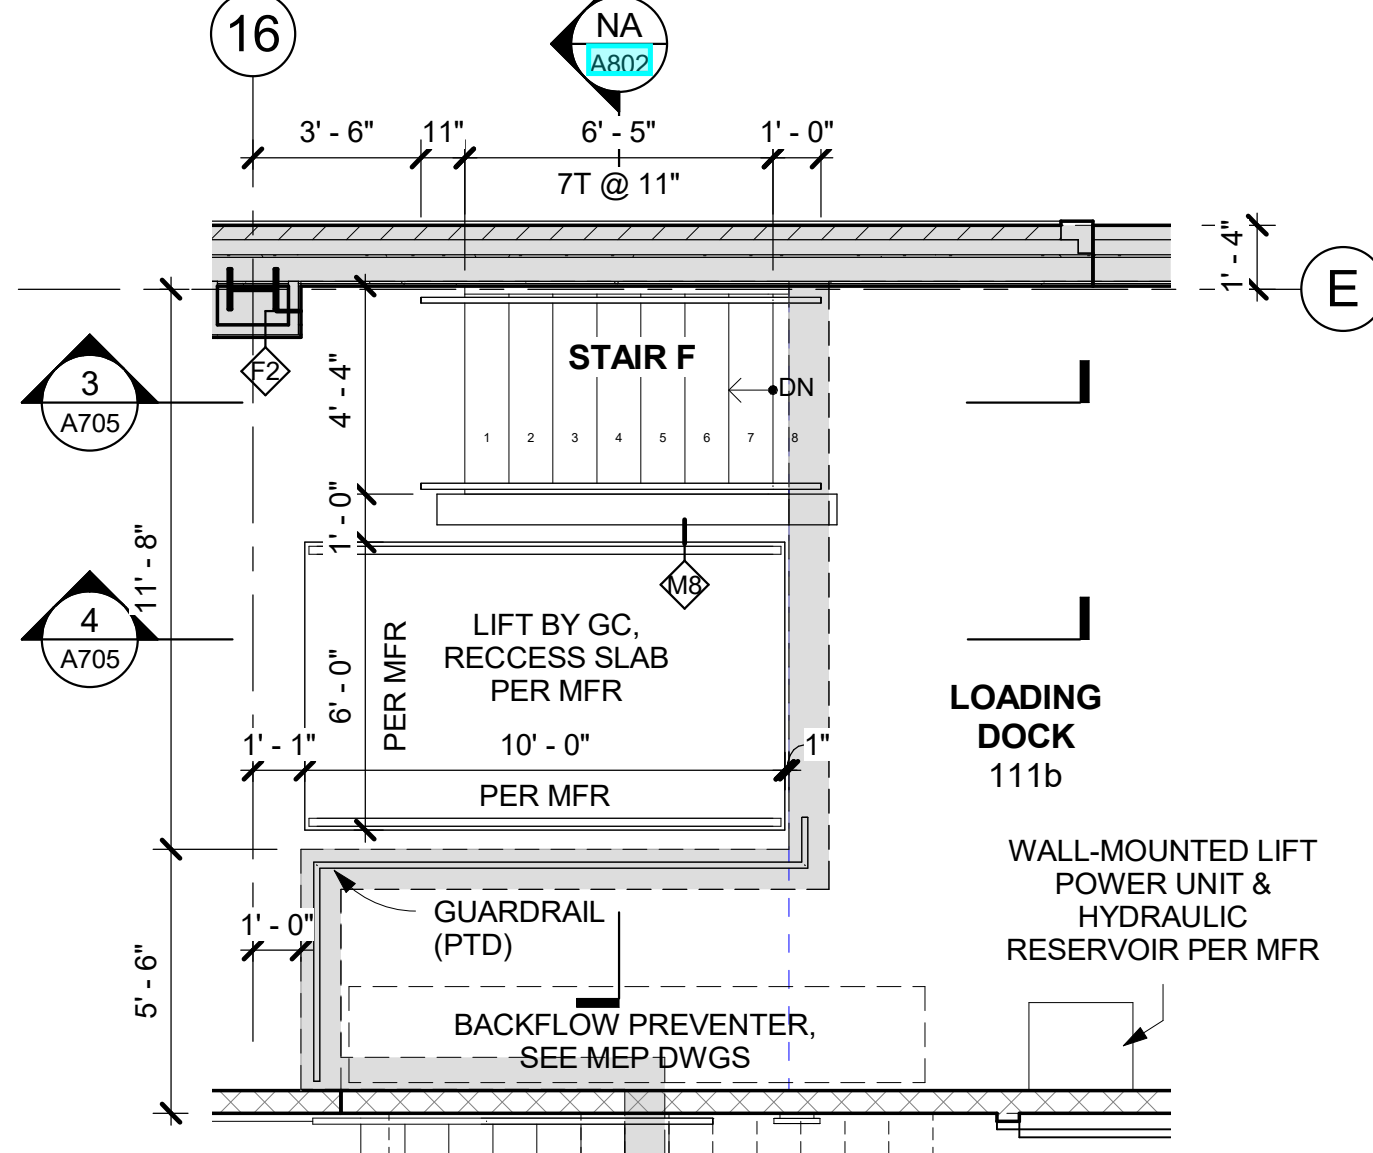 16
NA
A802
3' - 6"
11"
6' - 5"
1' - 0"
7T @ 11"
1' - 4"
E
F2
3
A705
STAIR F
DN
4' - 4"
1
2
3
4
5
6
7
8
1' - 0"
11' - 8"
M8
4
A705
LIFT BY GC,
RECCESS SLAB
PER MFR
6' - 0"
PER MFR
LOADING
DOCK
111b
1' - 1"
10' - 0"
1"
PER MFR
WALL-MOUNTED LIFT
POWER UNIT &
HYDRAULIC
RESERVOIR PER MFR
GUARDRAIL
(PTD)
1' - 0"
5' - 6"
BACKFLOW PREVENTER,
SEE MEP DWGS